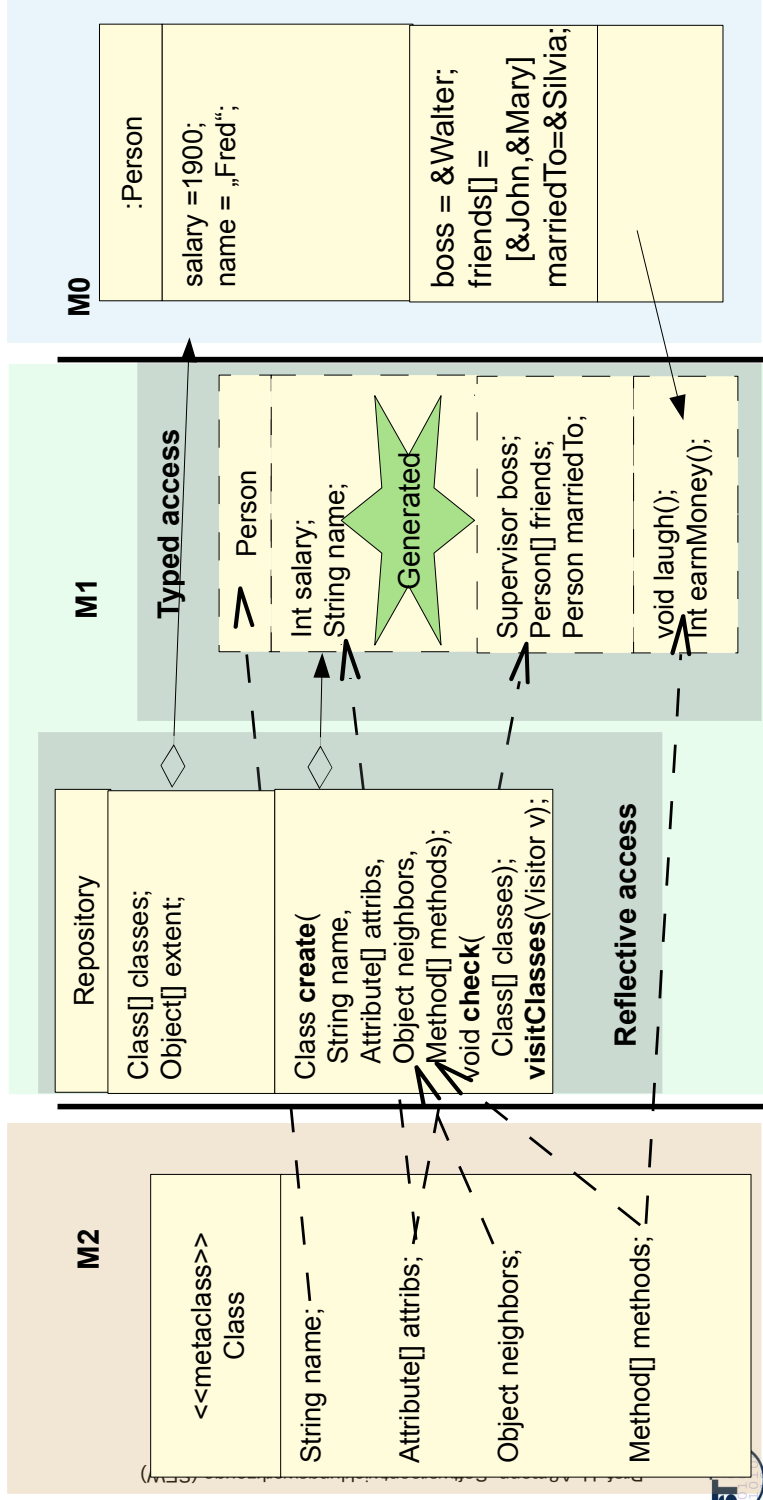 M2
<<metaclass>>
Class
String name;
Attribute[] attribs;
Object neighbors;
Method[] methods;
M1
Repository
Class[] classes;
Object[] extent;
Class create(
String name,
Attribute[] attribs,
Object neighbors,
Method[] methods);
void check(
Class[] classes);
visitClasses(Visitor v);
Reflective access
Typed access
Person
Int salary;
String name;
Generated
Supervisor boss;
Person[] friends;
Person marriedTo;
void laugh();
Int earnMoney();
M0
:Person
salary =1900;
name = „Fred“;
boss = &Walter;
friends[] =
[&John,&Mary]
marriedTo=&Silvia;
ST